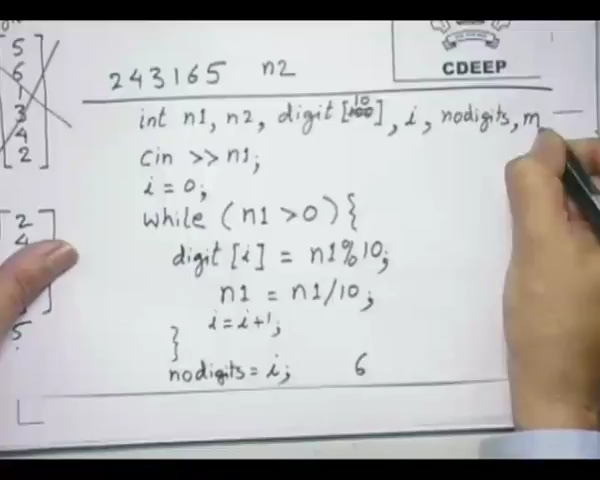 5
6
1
3
4
2
CDEEP
243165 n2
int n1, n2, digit [10], i, nodigits, m
cin >> n1;
i = 0;
while (n1 > 0) {
digit [i] = n1%10;
n1 = n1/10;
i = i+1;
}
nodigits = i; 6
2
4
5